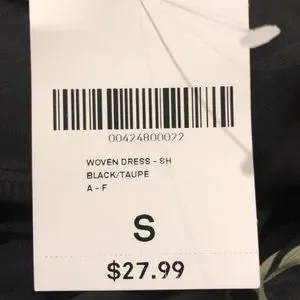 00424800022
WOVEN DRESS - SH
BLACK/TAUPE
A - F
S
$27.99